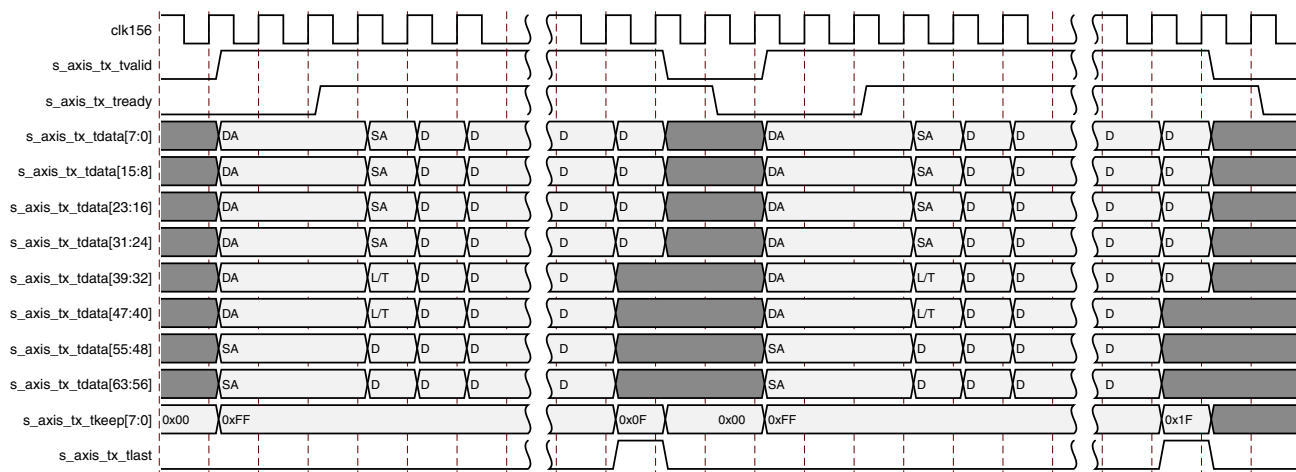 clk156
s_axis_tx_tvalid
s_axis_tx_tready
s_axis_tx_tdata[7:0] DA SA D D D D DA SA D D D D
s_axis_tx_tdata[15:8] DA SA D D D D DA SA D D D D
s_axis_tx_tdata[23:16] DA SA D D D D DA SA D D D D
s_axis_tx_tdata[31:24] DA SA D D D D DA SA D D D D
s_axis_tx_tdata[39:32] DA L/T D D D DA L/T D D D D
s_axis_tx_tdata[47:40] DA L/T D D D DA L/T D D D
s_axis_tx_tdata[55:48] SA D D D D SA D D D D
s_axis_tx_tdata[63:56] SA D D D D SA D D D D
s_axis_tx_tkeep[7:0] 0x00 0xFF 0x0F 0x00 0xFF 0x1F
s_axis_tx_tlast